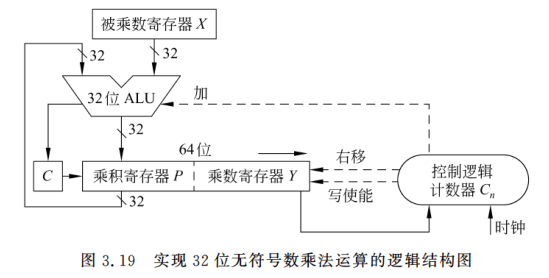 被乘数寄存器 X
32
32
32位 ALU
加
32
64位
C
乘积寄存器 P
乘数寄存器 Y
右移
写使能
控制逻辑
计数器 Cn
32
时钟
图 3.19 实现 32 位无符号数乘法运算的逻辑结构图